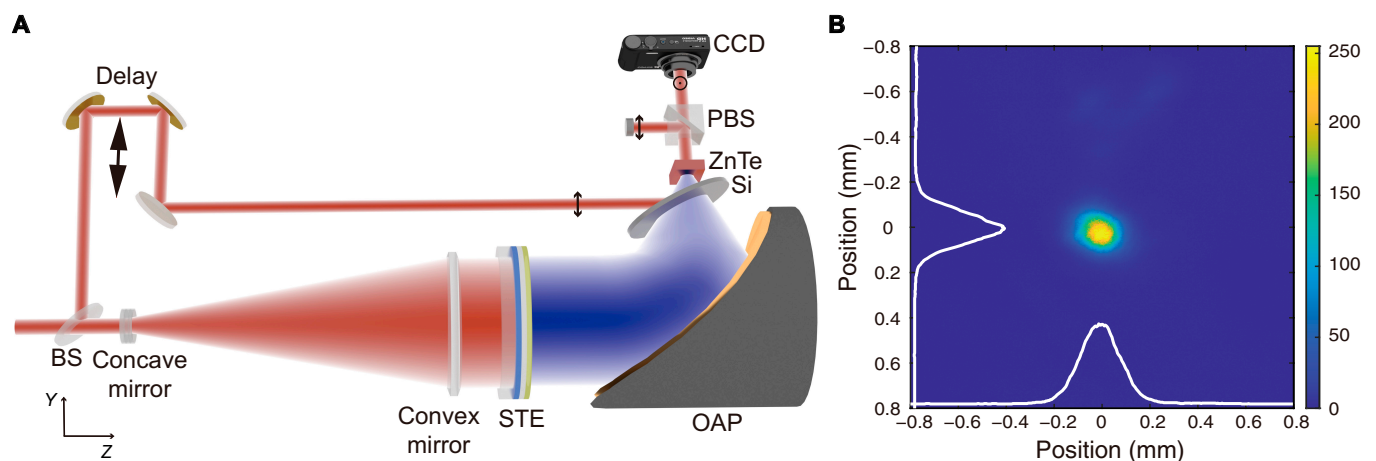 A
CCD
Delay
PBS
ZnTe
Si
BS
Concave
mirror
Convex
mirror
STE
OAP
Y
Z
B
Position (mm)
−0.8
−0.6
−0.4
−0.2
0
0.2
0.4
0.6
0.8
−0.8 −0.6 −0.4 −0.2 0 0.2 0.4 0.6 0.8
Position (mm)
250
200
150
100
50
0